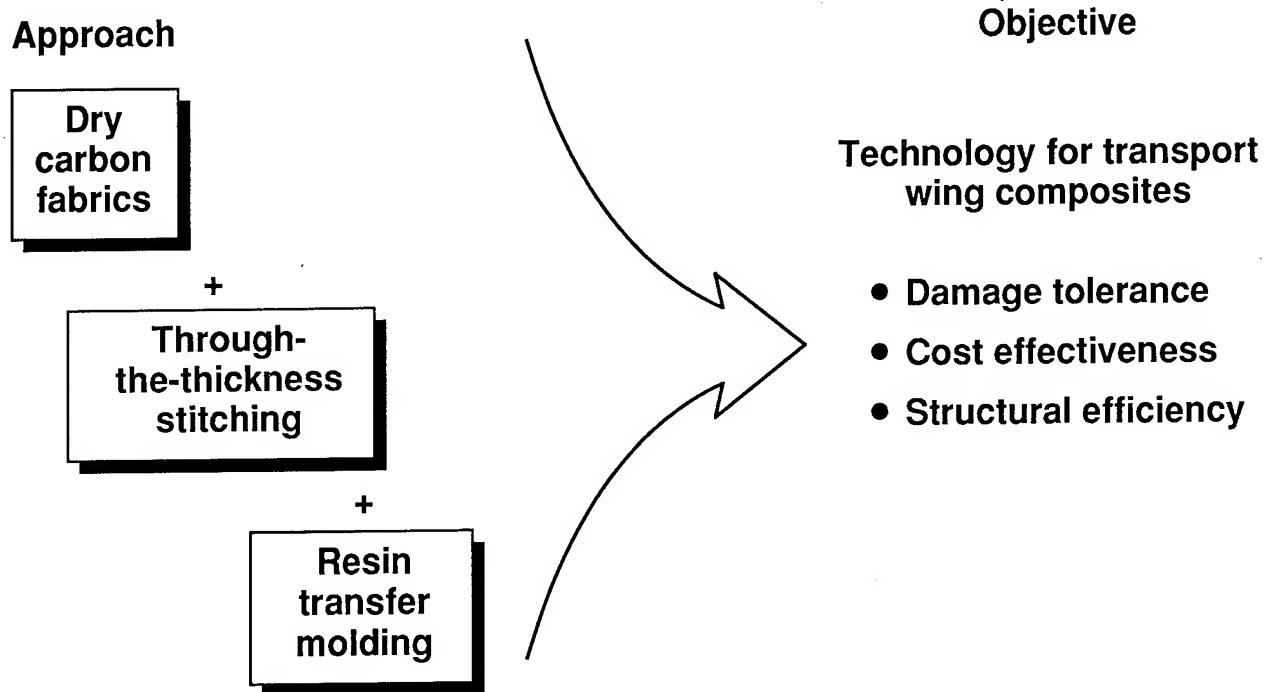 Approach
Dry
carbon
fabrics
+
Through-
the-thickness
stitching
+
Resin
transfer
molding
Objective
Technology for transport
wing composites
• Damage tolerance
• Cost effectiveness
• Structural efficiency